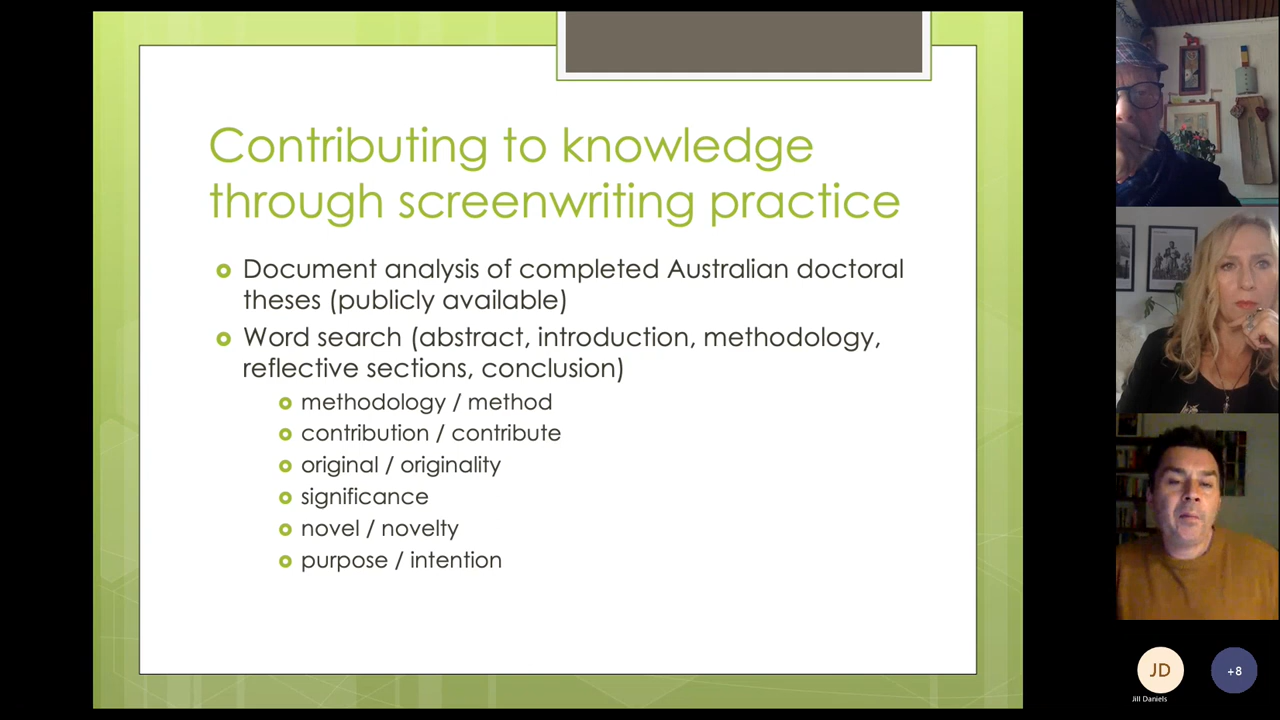 Contributing to knowledge
through screenwriting practice
Document analysis of completed Australian doctoral
theses (publicly available)
Word search (abstract, introduction, methodology,
reflective sections, conclusion)
methodology / method
contribution / contribute
original / originality
significance
novel / novelty
purpose / intention
JD
+8
Jill Daniels